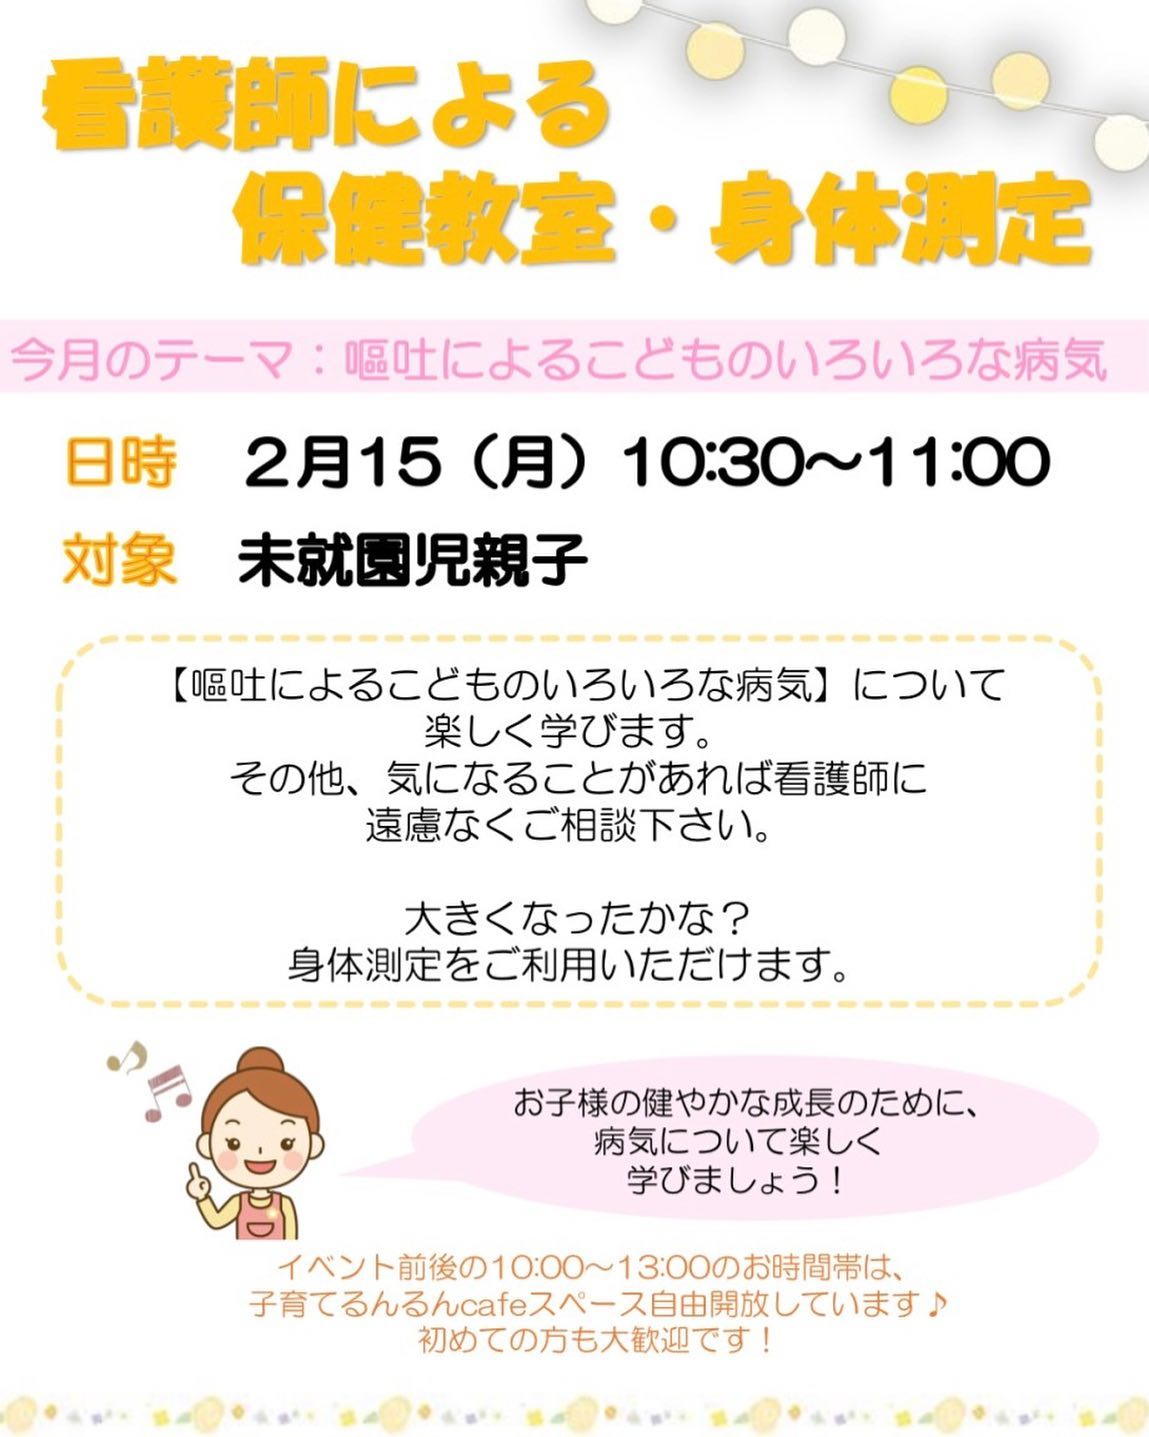 看護師による
保健教室・身体測定
今月のテーマ：嘔吐によるこどものいろいろな病気
日時　２月15（月）10:30〜11:00
対象　未就園児親子
【嘔吐によるこどものいろいろな病気】について
楽しく学びます。
その他、気になることがあれば看護師に
遠慮なくご相談下さい。
大きくなったかな？
身体測定をご利用いただけます。
お子様の健やかな成長のために、
病気について楽しく
学びましょう！
イベント前後の10:00〜13:00のお時間帯は、
子育てるんるんcafeスペース自由開放しています♪
初めての方も大歓迎です！